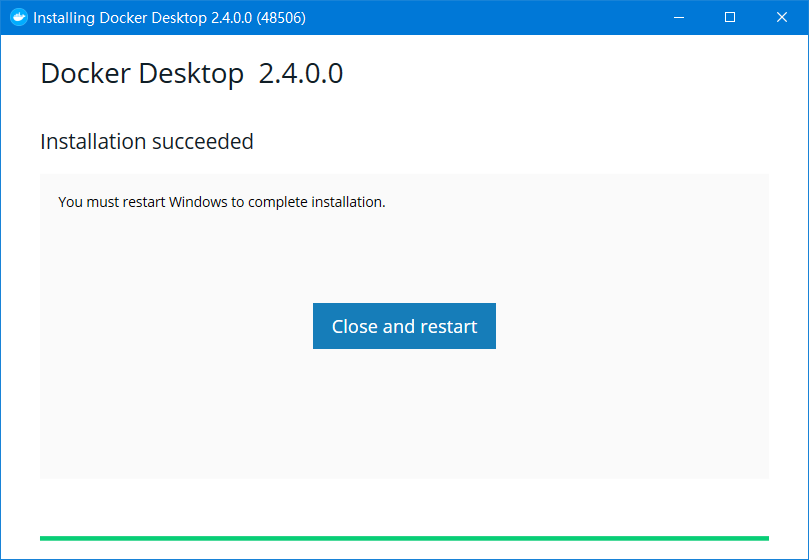 Installing Docker Desktop 2.4.0.0 (48506)
Docker Desktop 2.4.0.0
Installation succeeded
You must restart Windows to complete installation.
Close and restart